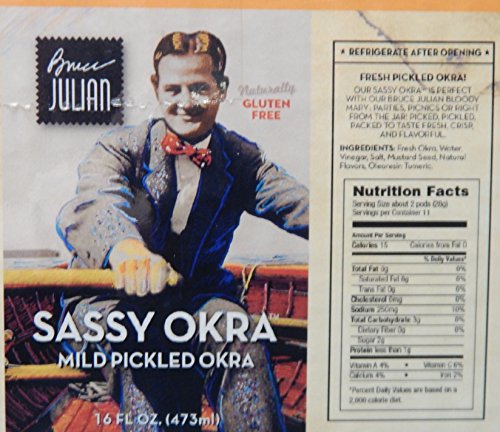 Bruce
JULIAN
Naturally
GLUTEN
FREE
SASSY OKRA™
MILD PICKLED OKRA
16 FL OZ. (473ml)
★ REFRIGERATE AFTER OPENING ★
FRESH PICKLED OKRA!
OUR SASSY OKRA™ IS PERFECT
WITH OUR BRUCE JULIAN BLOODY
MARY, PARTIES, PICNICS OR RIGHT
FROM THE JAR! PICKED, PICKLED,
PACKED TO TASTE FRESH, CRISP,
AND FLAVORFUL.
INGREDIENTS: Fresh Okra, Water,
Vinegar, Salt, Mustard Seed, Natural
Flavors, Oleoresin Tumeric.
Nutrition Facts
Serving Size about 2 pods (28g)
Servings per Container 11
Amount Per Serving
Calories 15 Calories from Fat 0
% Daily Values*
Total Fat 0g 0%
Saturated Fat 0g 0%
Trans Fat 0g 0%
Cholesterol 0mg 0%
Sodium 250mg 10%
Total Carbohydrate 3g 0%
Dietary Fiber 0g 0%
Sugar 2g
Protein less than 1g
Vitamin A 4% • Vitamin C 6%
Calcium 4% • Iron 2%
*Percent Daily Values are based on a
2,000 calorie diet.